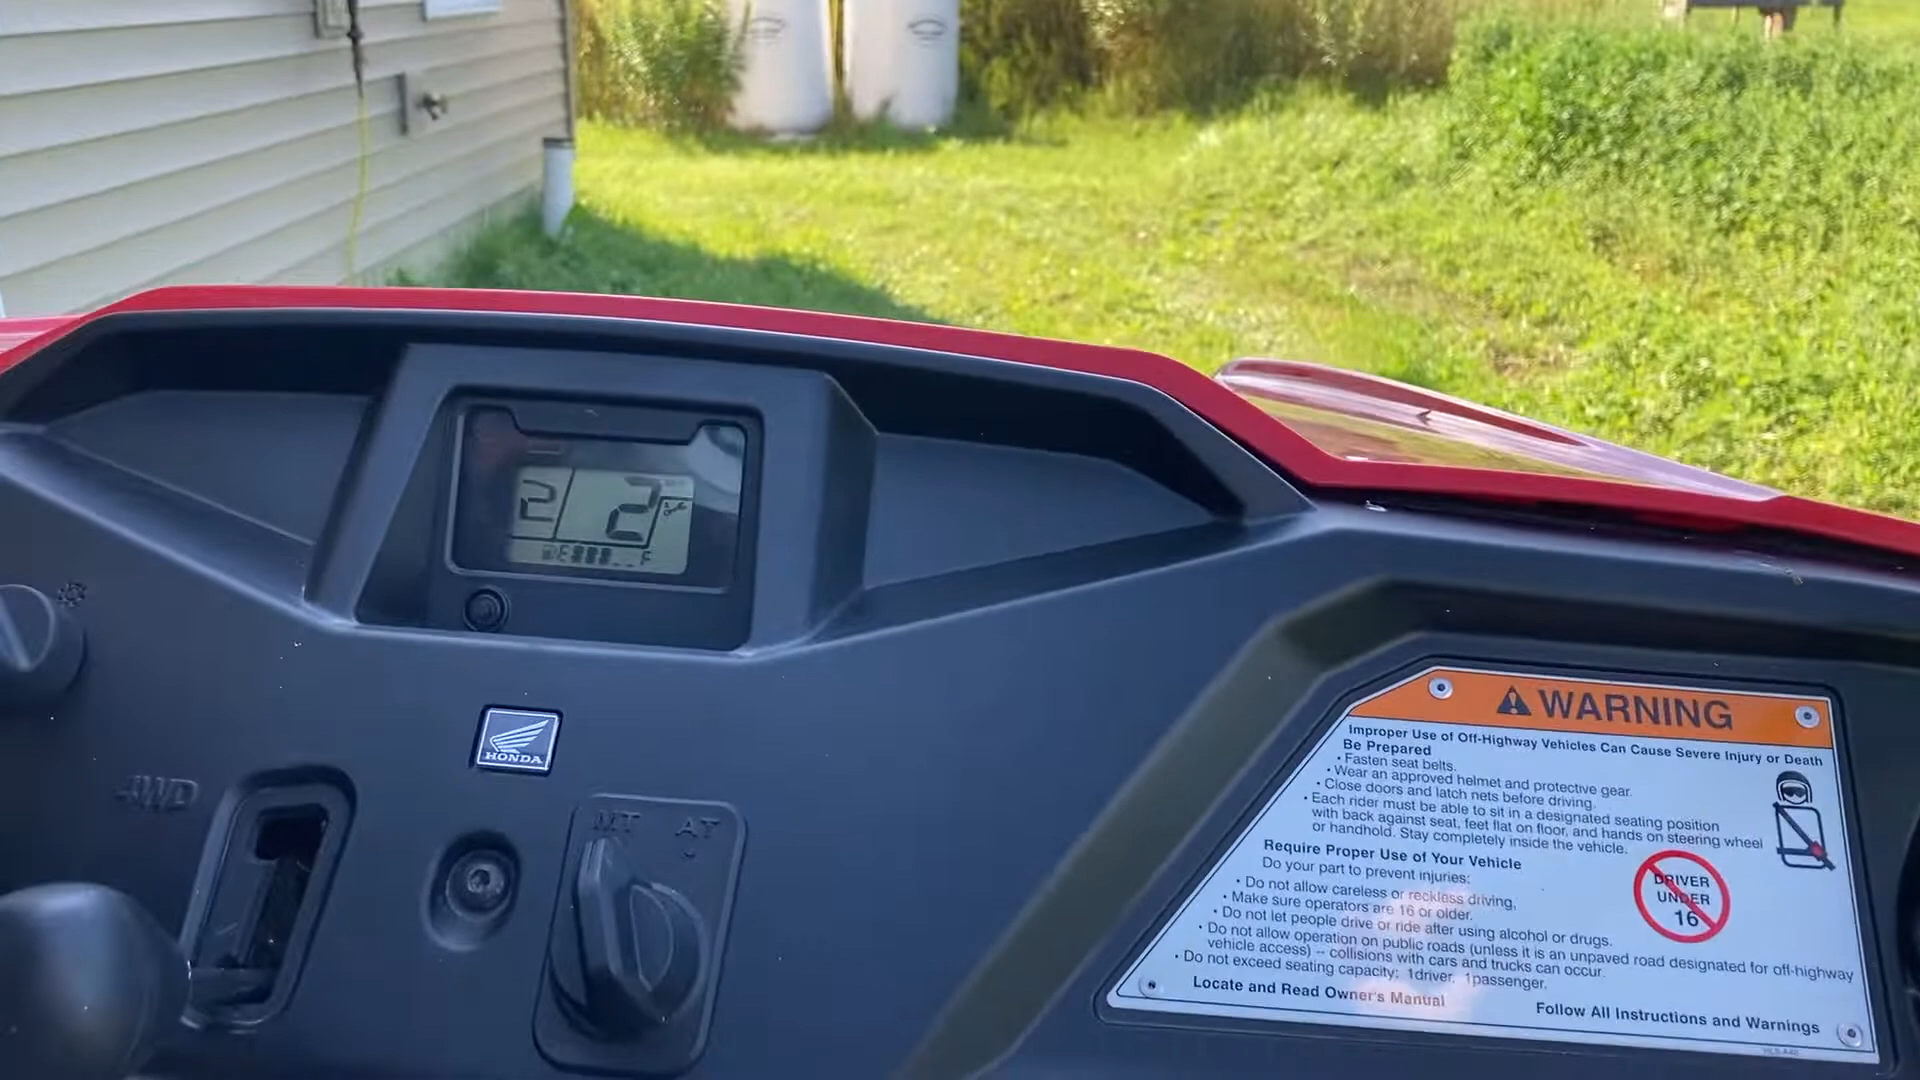 2 2
E F
HONDA
4WD
MT AT
WARNING
Improper Use of Off-Highway Vehicles Can Cause Severe Injury or Death
Be Prepared
• Fasten seat belts.
• Wear an approved helmet and protective gear.
• Close doors and latch nets before driving.
• Each rider must be able to sit in a designated seating position
with back against seat, feet flat on floor, and hands on steering wheel
or handhold. Stay completely inside the vehicle.
Require Proper Use of Your Vehicle
Do your part to prevent injuries:
• Do not allow careless or reckless driving,
• Make sure operators are 16 or older.
• Do not let people drive or ride after using alcohol or drugs.
• Do not allow operation on public roads (unless it is an unpaved road designated for off-highway
vehicle access) -- collisions with cars and trucks can occur.
• Do not exceed seating capacity: 1driver, 1passenger.
DRIVER
UNDER
16
Locate and Read Owner's Manual
Follow All Instructions and Warnings